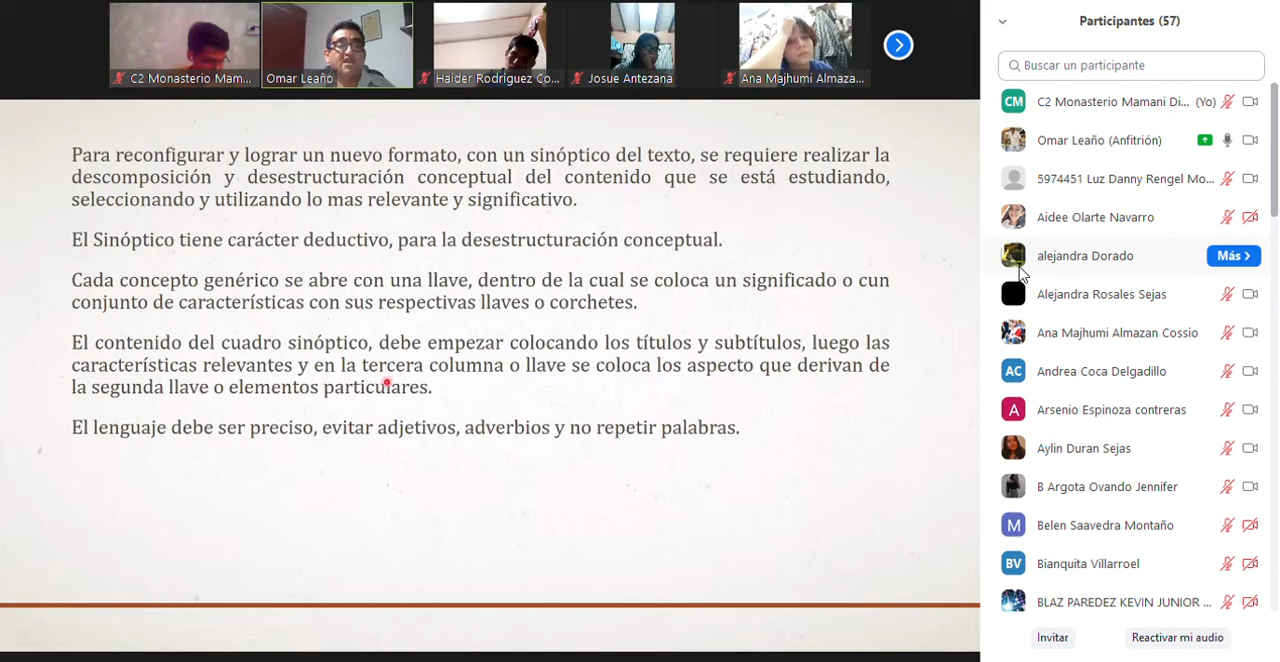 C2 Monasterio Mam...
Omar Leaño
Haider Rodriguez Co...
Josue Antezana
Ana Majhumi Almaza...
Para reconfigurar y lograr un nuevo formato, con un sinóptico del texto, se requiere realizar la
descomposición y desestructuración conceptual del contenido que se está estudiando,
seleccionando y utilizando lo mas relevante y significativo.
El Sinóptico tiene carácter deductivo, para la desestructuración conceptual.
Cada concepto genérico se abre con una llave, dentro de la cual se coloca un significado o cun
conjunto de características con sus respectivas llaves o corchetes.
El contenido del cuadro sinóptico, debe empezar colocando los títulos y subtítulos, luego las
características relevantes y en la tercera columna o llave se coloca los aspecto que derivan de
la segunda llave o elementos particulares.
El lenguaje debe ser preciso, evitar adjetivos, adverbios y no repetir palabras.
Participantes (57)
Buscar un participante
CM C2 Monasterio Mamani Di... (Yo)
Omar Leaño (Anfitrión)
5974451 Luz Danny Rengel Mo...
Aidee Olarte Navarro
alejandra Dorado Más >
Alejandra Rosales Sejas
Ana Majhumi Almazan Cossio
AC Andrea Coca Delgadillo
A Arsenio Espinoza contreras
Aylin Duran Sejas
B Argota Ovando Jennifer
M Belen Saavedra Montaño
BV Bianquita Villarroel
BLAZ PAREDEZ KEVIN JUNIOR ...
Invitar Reactivar mi audio